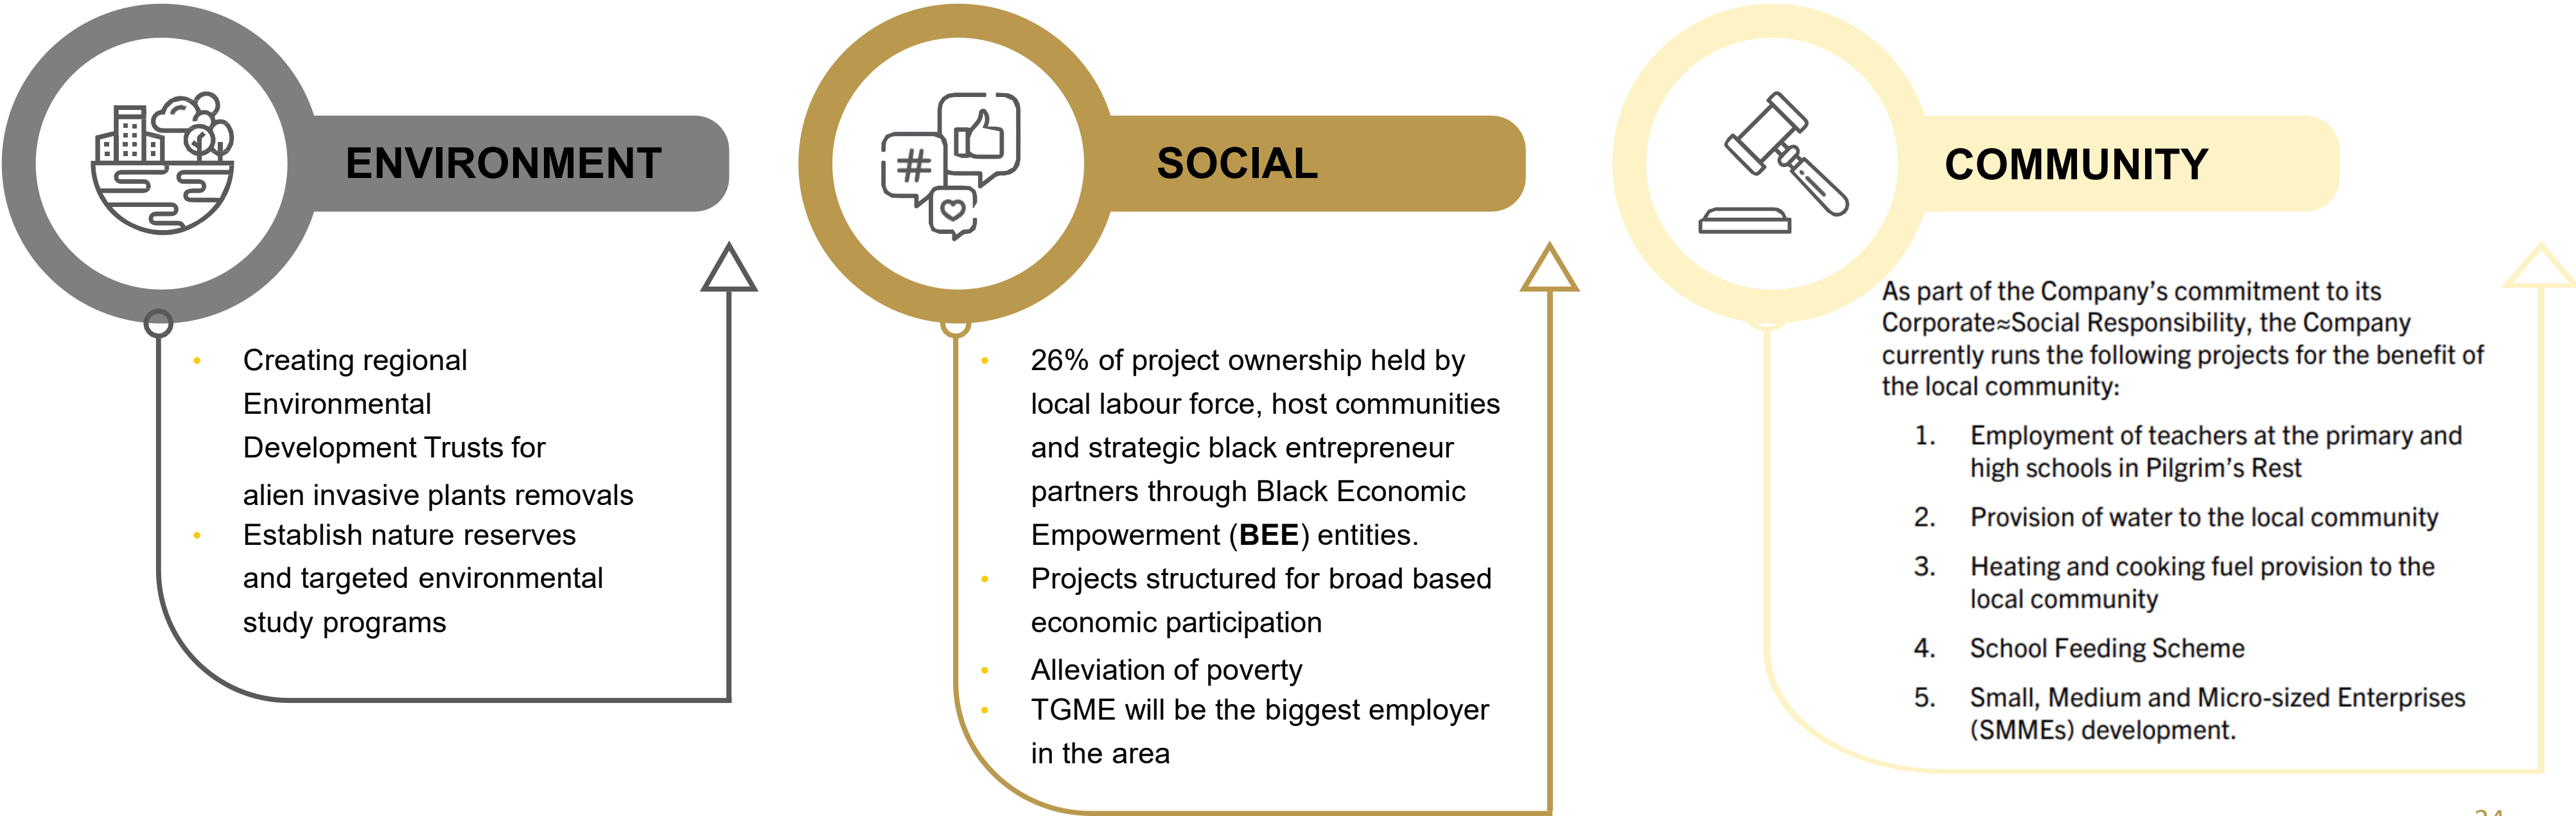 ENVIRONMENT
• Creating regional
Environmental
Development Trusts for
alien invasive plants removals
• Establish nature reserves
and targeted environmental
study programs
#
SOCIAL
• 26% of project ownership held by
local labour force, host communities
and strategic black entrepreneur
partners through Black Economic
Empowerment (BEE) entities.
• Projects structured for broad based
economic participation
• Alleviation of poverty
• TGME will be the biggest employer
in the area
COMMUNITY
As part of the Company’s commitment to its
Corporate≈Social Responsibility, the Company
currently runs the following projects for the benefit of
the local community:
1. Employment of teachers at the primary and
high schools in Pilgrim’s Rest
2. Provision of water to the local community
3. Heating and cooking fuel provision to the
local community
4. School Feeding Scheme
5. Small, Medium and Micro-sized Enterprises
(SMMEs) development.